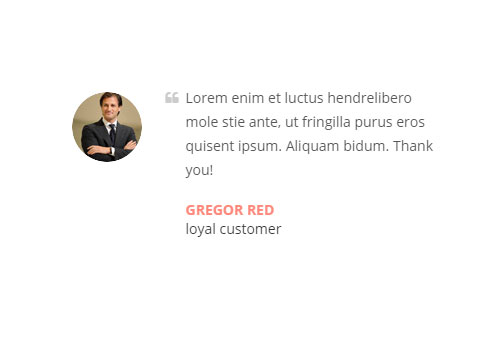 ❝ Lorem enim et luctus hendrelibero
mole stie ante, ut fringilla purus eros
quisent ipsum. Aliquam bidum. Thank
you!
GREGOR RED
loyal customer